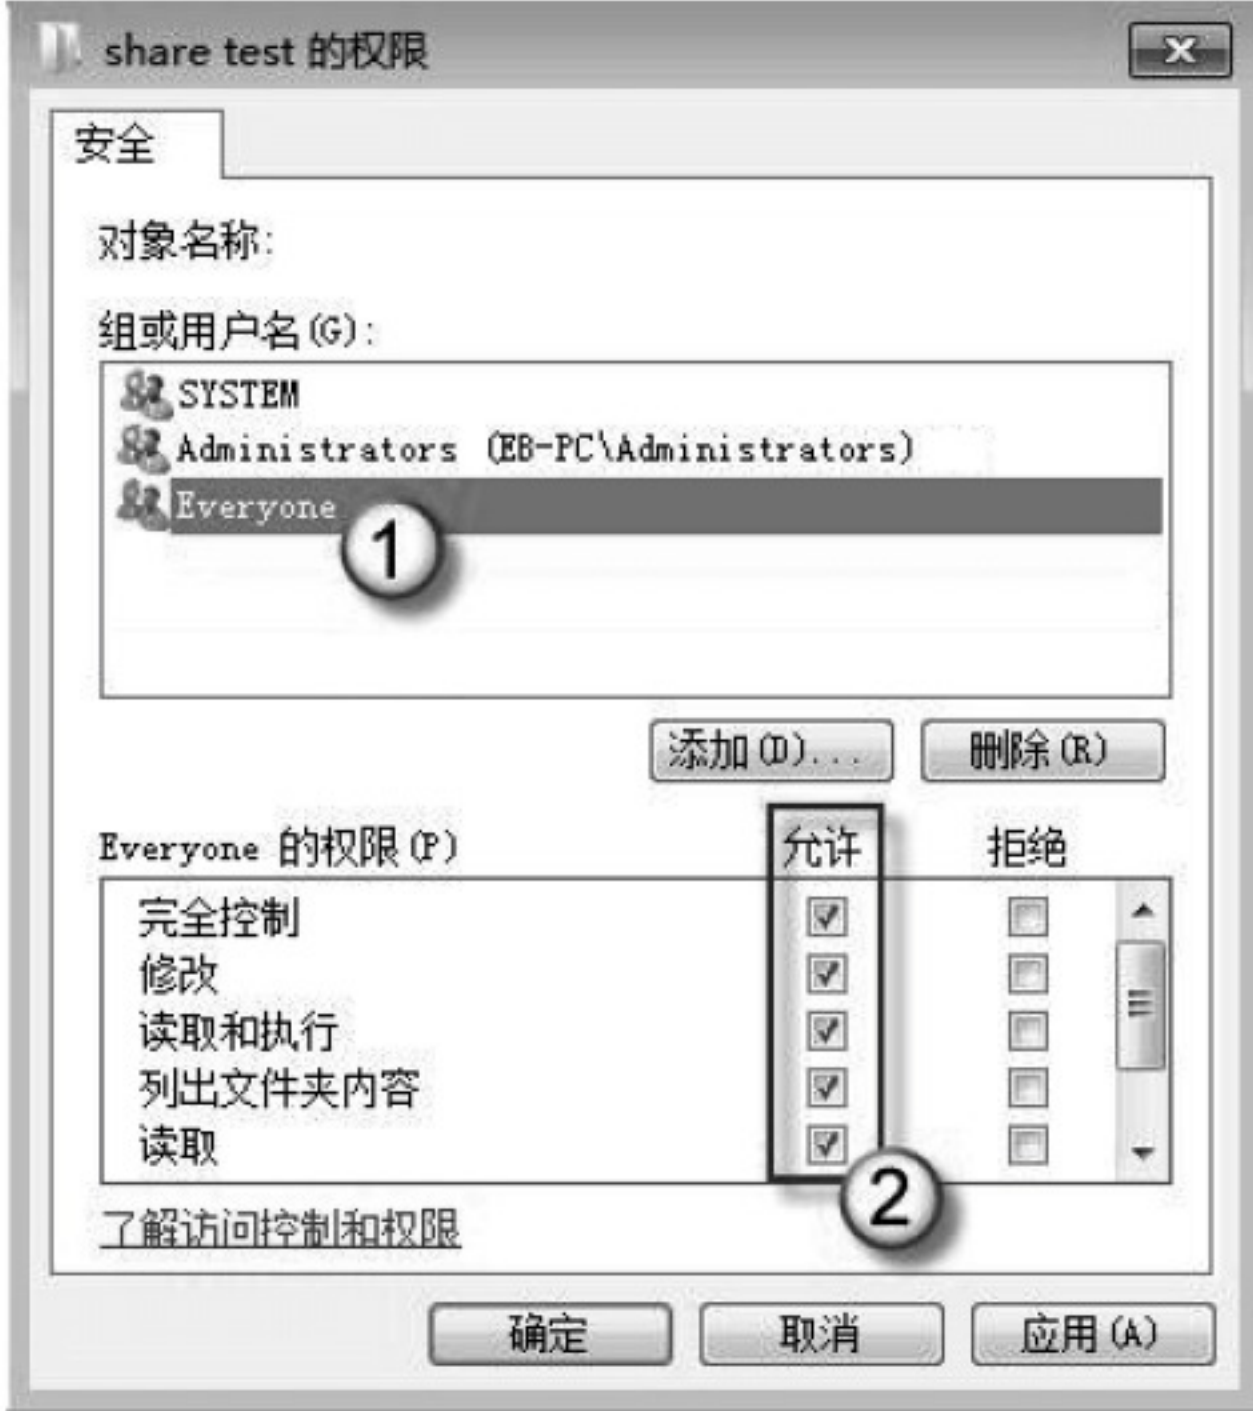 share test 的权限
安全
对象名称:
组或用户名(G):
SYSTEM
Administrators (EB-PC\Administrators)
Everyone
1
添加(D)... 删除(R)
Everyone 的权限(P) 允许 拒绝
完全控制
修改
读取和执行
列出文件夹内容
读取
2
了解访问控制和权限
确定 取消 应用(A)